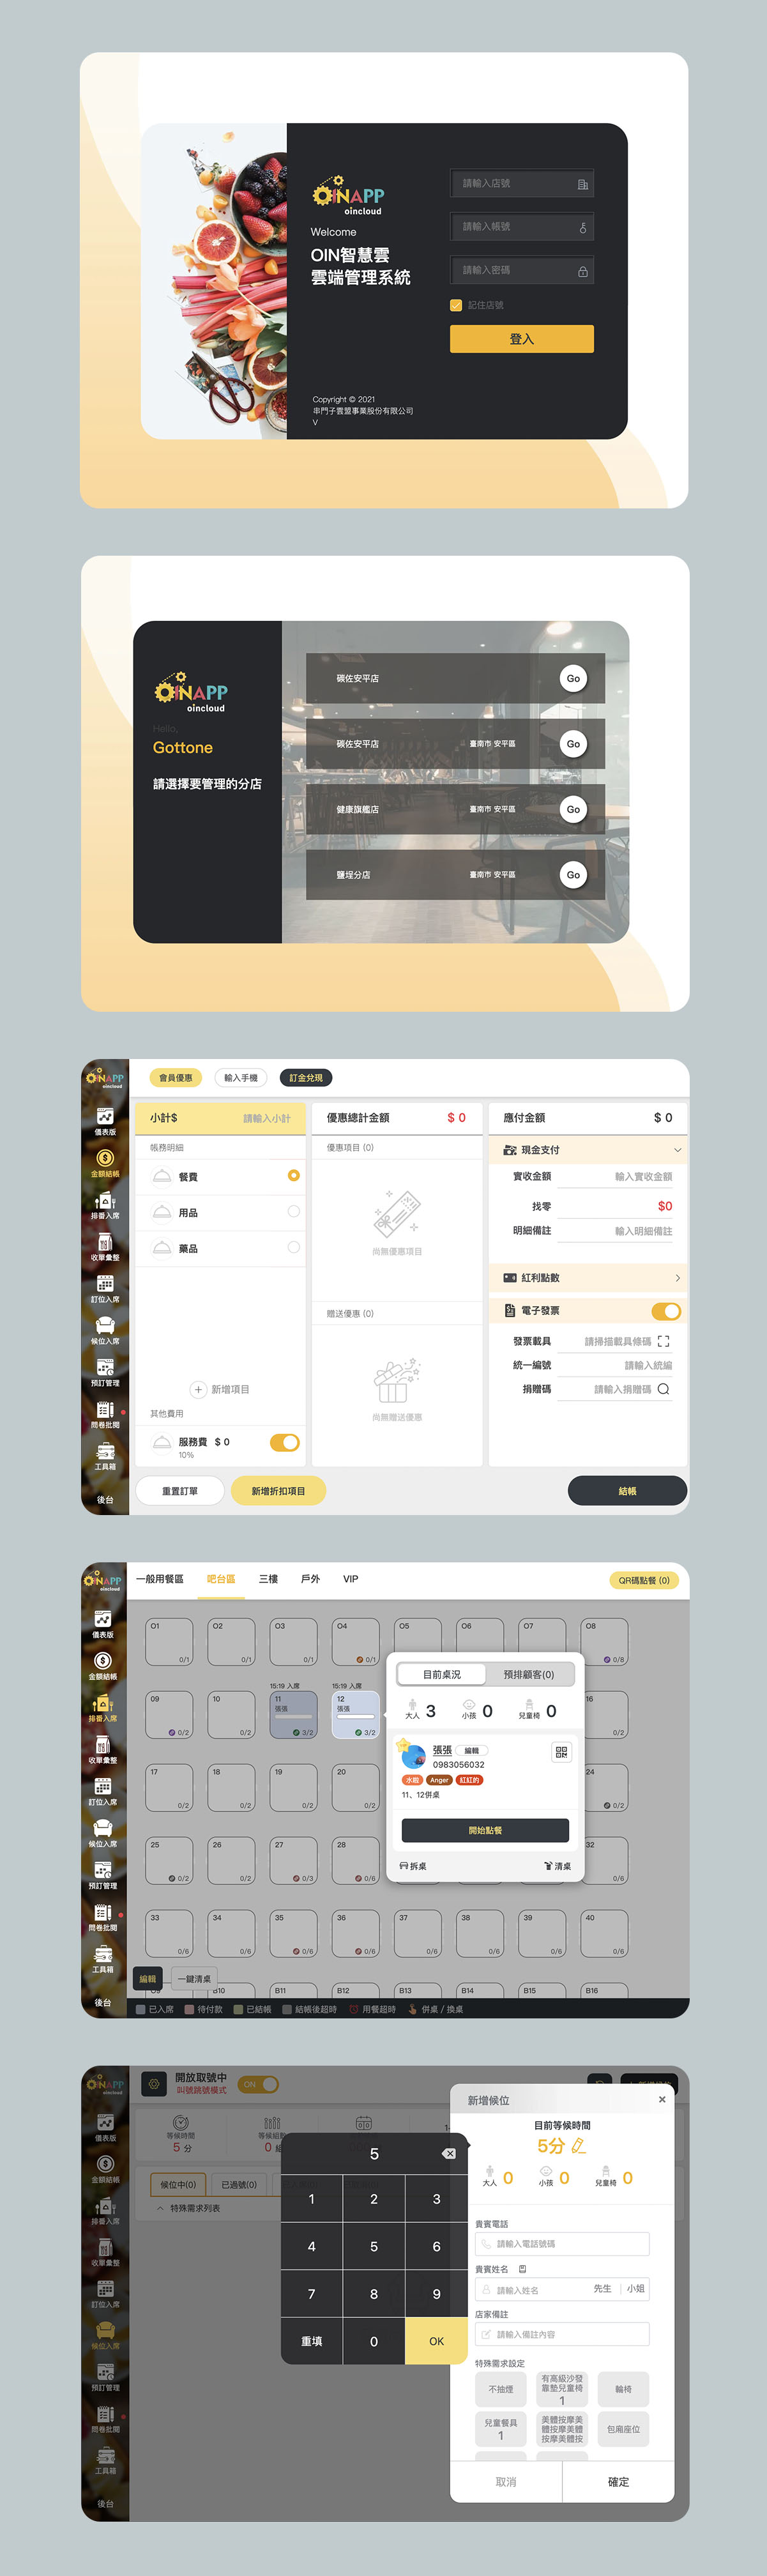 OINAPP
oincloud
Welcome
OIN智慧雲
雲端管理系統
Copyright © 2021
串門子雲盟事業股份有限公司
V
請輸入店號
請輸入帳號
請輸入密碼
記住店號
登入
OINAPP
oincloud
Hello,
Gottone
請選擇要管理的分店
碳佐安平店 Go
碳佐安平店 臺南市 安平區 Go
健康旗艦店 臺南市 安平區 Go
鹽埕分店 臺南市 安平區 Go
OINAPP
oincloud
儀表版
金額結帳
排番入席
收單彙整
訂位入席
候位入席
預訂管理
問卷批閱
工具箱
後台
會員優惠 輸入手機 訂金兌現
小計$ 請輸入小計
帳務明細
餐費
用品
藥品
新增項目
其他費用
服務費 $ 0
10%
優惠總計金額 $ 0
優惠項目 (0)
尚無優惠項目
贈送優惠 (0)
尚無贈送優惠
應付金額 $ 0
現金支付
實收金額 輸入實收金額
找零 $0
明細備註 輸入明細備註
紅利點數
電子發票
發票載具 請掃描載具條碼
統一編號 請輸入統編
捐贈碼 請輸入捐贈碼
重置訂單 新增折扣項目 結帳
OINAPP
oincloud
儀表版
金額結帳
排番入席
收單彙整
訂位入席
候位入席
預訂管理
問卷批閱
工具箱
後台
一般用餐區 吧台區 三樓 戶外 VIP QR碼點餐 (0)
01 02 03 04 05 06 07 08
0/1 0/1 0/1 0/1 0/8
15:19 入席 15:19 入席
09 10 11 12 16
張張 張張
0/2 0/2 3/2 3/2 0/2
17 18 19 20 24
0/2 0/2 0/2 0/2 0/2
25 26 27 28 32
0/2 0/2 0/3 0/6 0/6
33 34 35 36 37 38 39 40
0/6 0/6 0/6 0/6 0/6 0/6 0/6 0/6
B10 B11 B12 B13 B14 B15 B16
目前桌況 預排顧客(0)
大人 3 小孩 0 兒童椅 0
張張 編輯
0983056032
水暇 Anger 紅紅的
11、12併桌
開始點餐
拆桌 清桌
編輯 一鍵清桌
已入席 待付款 已結帳 結帳後超時 用餐超時 併桌 / 換桌
OINAPP
oincloud
儀表版
金額結帳
排番入席
收單彙整
訂位入席
候位入席
預訂管理
問卷批閱
工具箱
後台
開放取號中
叫號跳號模式
ON
等候時間
5 分
等候組
0 組
候位中(0) 已過號(0)
特殊需求列表
5
1 2 3
4 5 6
7 8 9
重填 0 OK
新增候位 ×
目前等候時間
5分
大人 0 小孩 0 兒童椅 0
貴賓電話
請輸入電話號碼
貴賓姓名
請輸入姓名 先生 小姐
店家備註
請輸入備註內容
特殊需求設定
不抽煙
有高級沙發
靠墊兒童椅
1
輪椅
兒童餐具
1
美體按摩美
體按摩美體
按摩美體按
包廂座位
取消 確定